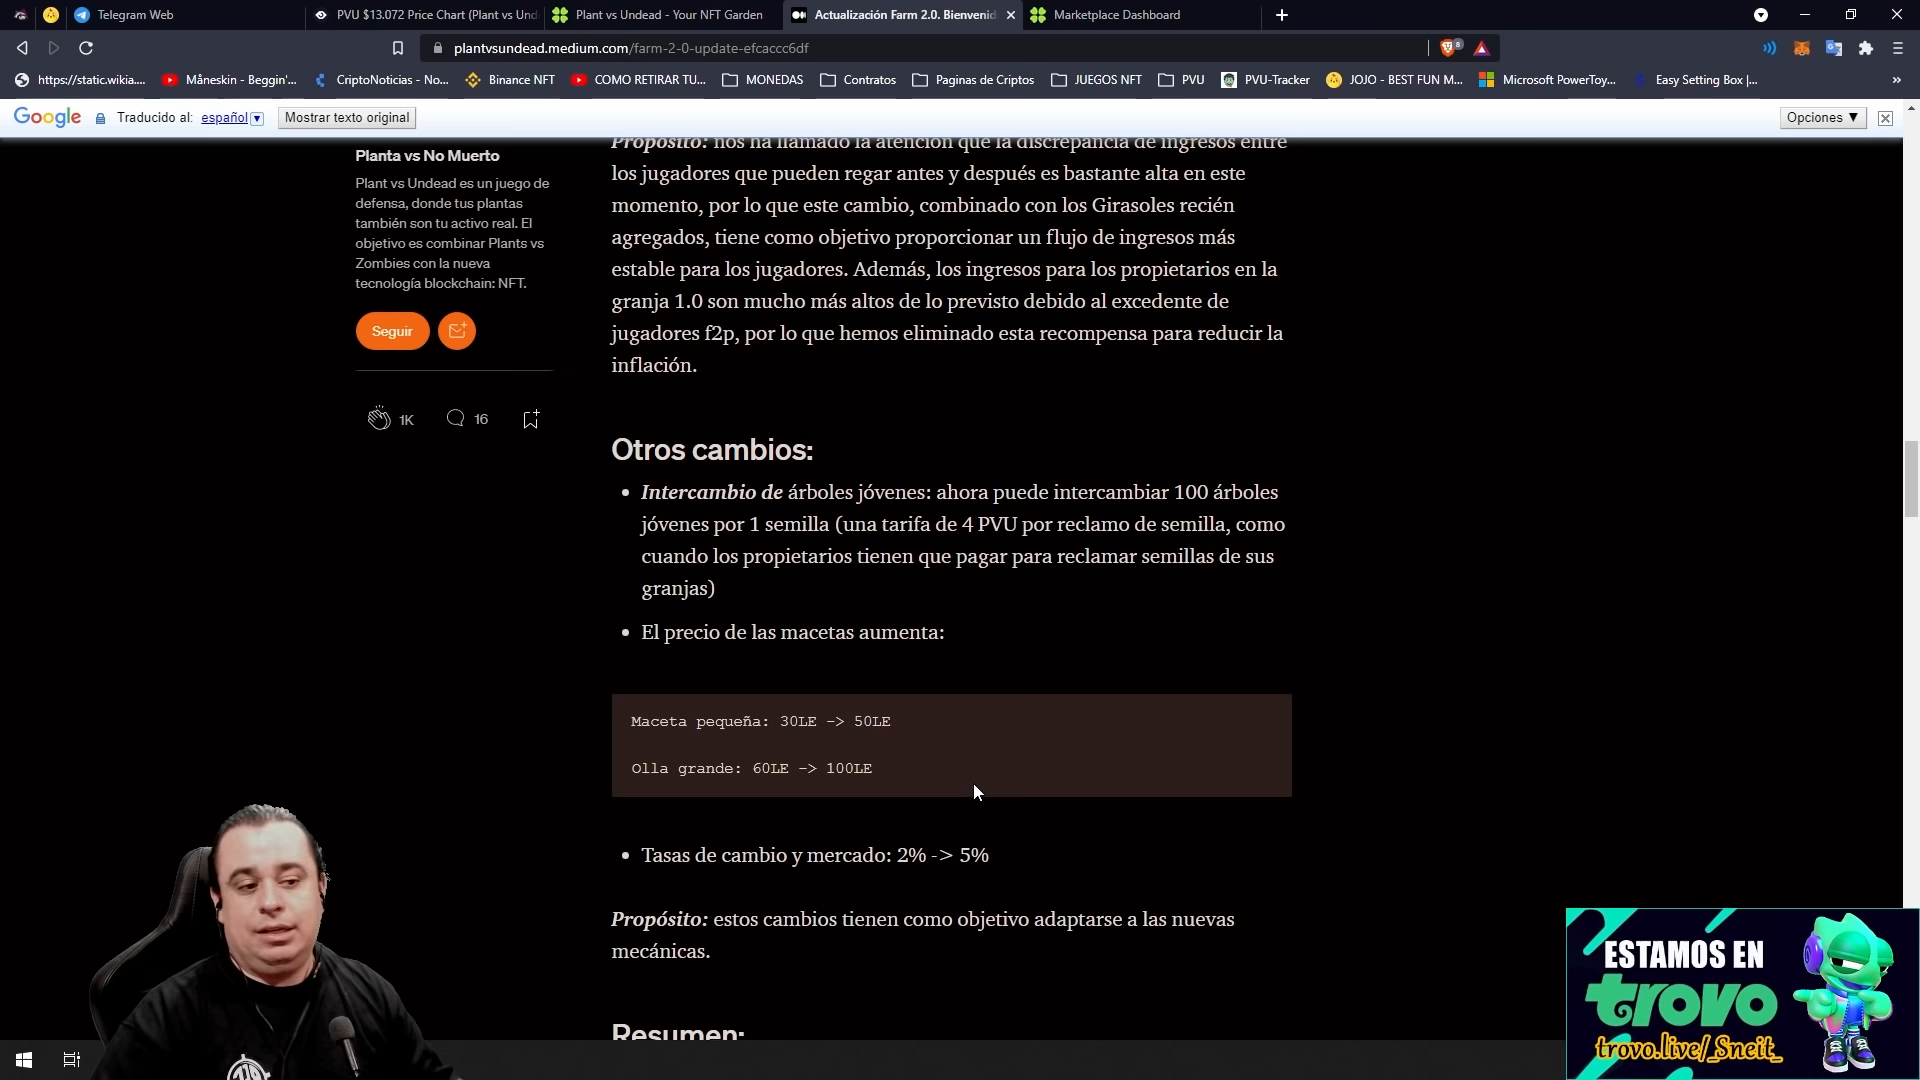 Telegram Web
PVU $13.072 Price Chart (Plant vs Und
Plant vs Undead - Your NFT Garden
Actualización Farm 2.0. Bienvenid
Marketplace Dashboard
plantvsundead.medium.com/farm-2-0-update-efcaccc6df
8
https://static.wikia....
Måneskin - Beggin'...
CriptoNoticias - No...
Binance NFT
COMO RETIRAR TU...
MONEDAS
Contratos
Paginas de Criptos
JUEGOS NFT
PVU
PVU-Tracker
JOJO - BEST FUN M...
Microsoft PowerToy...
Easy Setting Box |...
»
Google
Traducido al: español
Mostrar texto original
Opciones ▼
Planta vs No Muerto
Plant vs Undead es un juego de
defensa, donde tus plantas
también son tu activo real. El
objetivo es combinar Plants vs
Zombies con la nueva
tecnología blockchain: NFT.
Seguir
1K
16
Propósito: nos ha llamado la atención que la discrepancia de ingresos entre
los jugadores que pueden regar antes y después es bastante alta en este
momento, por lo que este cambio, combinado con los Girasoles recién
agregados, tiene como objetivo proporcionar un flujo de ingresos más
estable para los jugadores. Además, los ingresos para los propietarios en la
granja 1.0 son mucho más altos de lo previsto debido al excedente de
jugadores f2p, por lo que hemos eliminado esta recompensa para reducir la
inflación.
Otros cambios:
• Intercambio de árboles jóvenes: ahora puede intercambiar 100 árboles
jóvenes por 1 semilla (una tarifa de 4 PVU por reclamo de semilla, como
cuando los propietarios tienen que pagar para reclamar semillas de sus
granjas)
• El precio de las macetas aumenta:
Maceta pequeña: 30LE -> 50LE
Olla grande: 60LE -> 100LE
• Tasas de cambio y mercado: 2% -> 5%
Propósito: estos cambios tienen como objetivo adaptarse a las nuevas
mecánicas.
Resumen:
ESTAMOS EN
trovo
trovo.live/_Sneit_